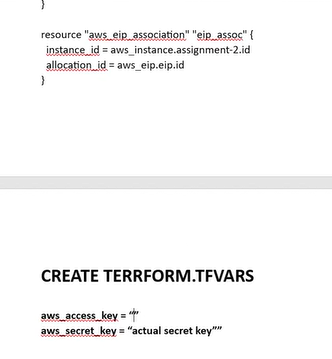 }
resource "aws_eip_association" "eip_assoc" {
instance_id = aws_instance.assignment-2.id
allocation_id = aws_eip.eip.id
}
CREATE TERRFORM.TFVARS
aws_access_key = “”
aws_secret_key = “actual secret key””